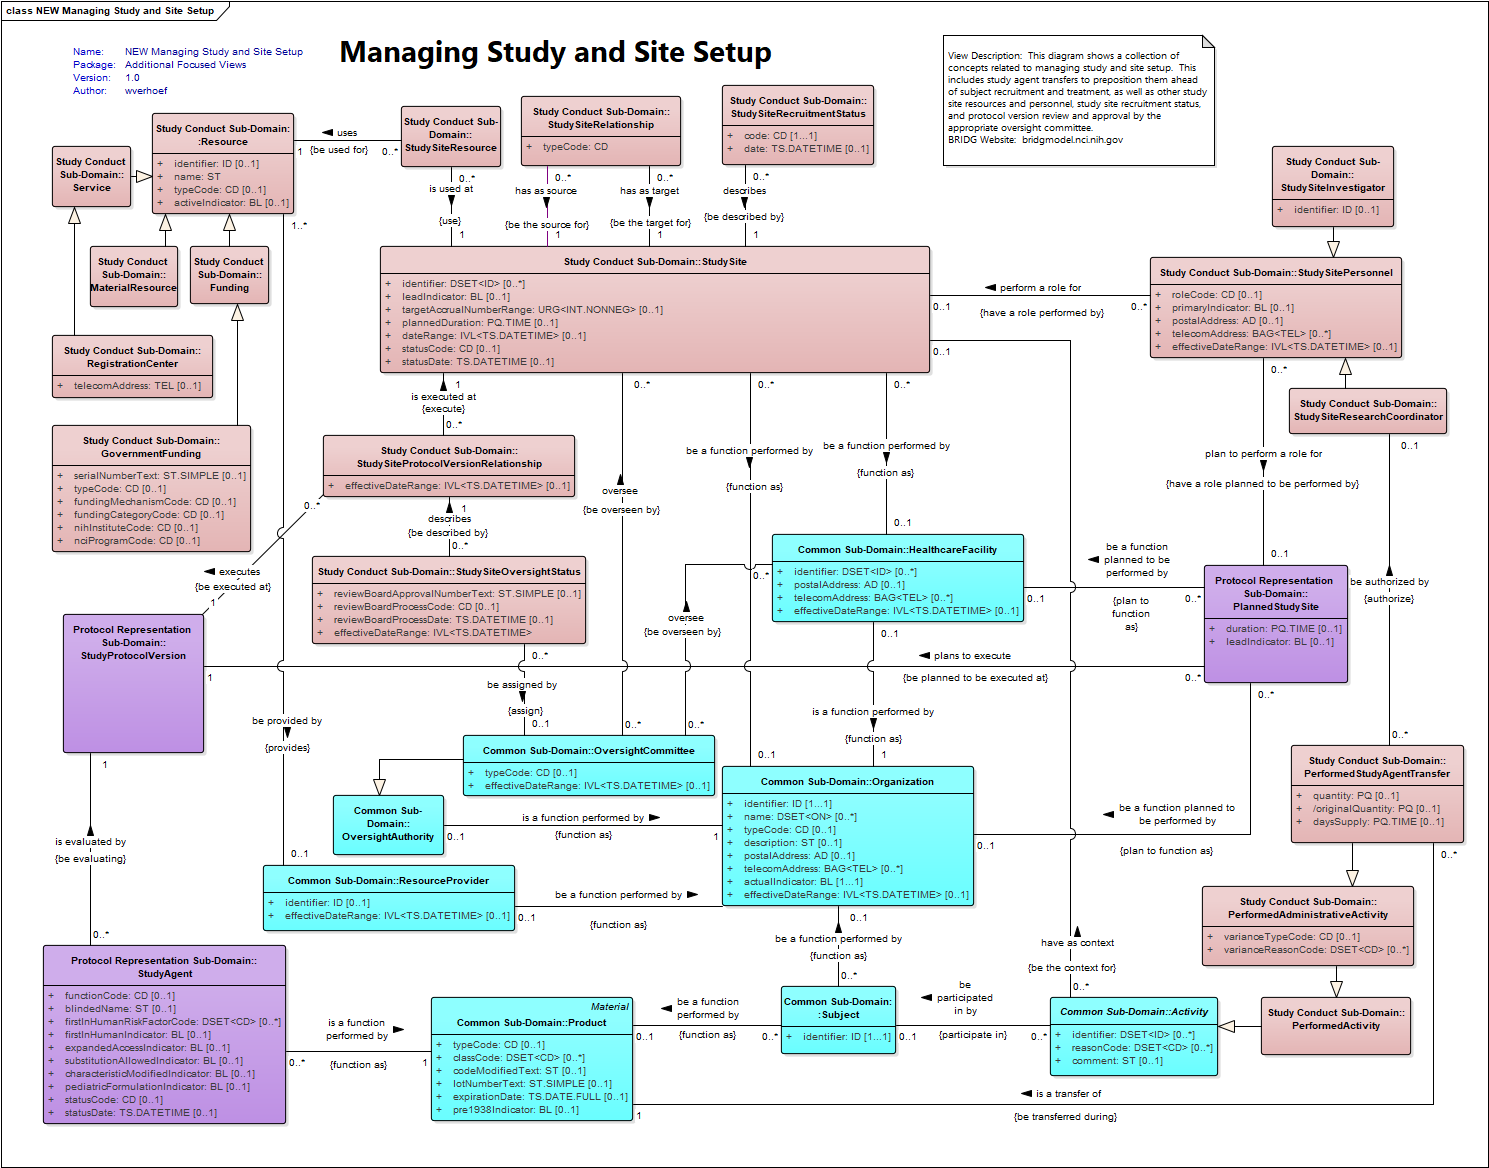 class NEW Managing Study and Site Setup
Name: NEW Managing Study and Site Setup
Package: Additional Focused Views
Version: 1.0
Author: wverhoef
Managing Study and Site Setup
View Description: This diagram shows a collection of
concepts related to managing study and site setup. This
includes study agent transfers to preposition them ahead
of subject recruitment and treatment, as well as other study
site resources and personnel, study site recruitment status,
and protocol version review and approval by the
appropriate oversight committee.
BRIDG Website: bridgmodel.nci.nih.gov
Study Conduct
Sub-Domain::
Service
Study Conduct Sub-Domain:
:Resource
+ identifier: ID [0..1]
+ name: ST
+ typeCode: CD [0..1]
+ activeIndicator: BL [0..1]
uses
{be used for}
1
0..*
Study Conduct Sub-
Domain::
StudySiteResource
Study Conduct Sub-Domain::
StudySiteRelationship
+ typeCode: CD
Study Conduct Sub-Domain::
StudySiteRecruitmentStatus
+ code: CD [1...1]
+ date: TS.DATETIME [0..1]
Study Conduct Sub-
Domain::
StudySiteInvestigator
+ identifier: ID [0..1]
0..*
is used at
{use}
1
0..*
has as source
{be the source for}
1
0..*
has as target
{be the target for}
1
0..*
describes
{be described by}
1
1..*
Study Conduct
Sub-Domain::
MaterialResource
Study Conduct
Sub-Domain::
Funding
Study Conduct Sub-Domain::StudySite
+ identifier: DSET<ID> [0..*]
+ leadIndicator: BL [0..1]
+ targetAccrualNumberRange: URG<INT.NONNEG> [0..1]
+ plannedDuration: PQ.TIME [0..1]
+ dateRange: IVL<TS.DATETIME> [0..1]
+ statusCode: CD [0..1]
+ statusDate: TS.DATETIME [0..1]
perform a role for
{have a role performed by}
0..1
0..*
0..1
Study Conduct Sub-Domain::StudySitePersonnel
+ roleCode: CD [0..1]
+ primaryIndicator: BL [0..1]
+ postalAddress: AD [0..1]
+ telecomAddress: BAG<TEL> [0..*]
+ effectiveDateRange: IVL<TS.DATETIME> [0..1]
Study Conduct Sub-Domain::
RegistrationCenter
+ telecomAddress: TEL [0..1]
Study Conduct Sub-Domain::
StudySiteResearchCoordinator
1
is executed at
{execute}
0..*
0..*
0..*
0..*
0..*
0..1
Study Conduct Sub-Domain::
GovernmentFunding
+ serialNumberText: ST.SIMPLE [0..1]
+ typeCode: CD [0..1]
+ fundingMechanismCode: CD [0..1]
+ fundingCategoryCode: CD [0..1]
+ nihInstituteCode: CD [0..1]
+ nciProgramCode: CD [0..1]
Study Conduct Sub-Domain::
StudySiteProtocolVersionRelationship
+ effectiveDateRange: IVL<TS.DATETIME> [0..1]
0..*
executes
{be executed at}
1
1
describes
{be described by}
0..*
oversee
{be overseen by}
be a function performed by
{function as}
be a function performed by
{function as}
0..1
plan to perform a role for
{have a role planned to be performed by}
0..1
Study Conduct Sub-Domain::StudySiteOversightStatus
+ reviewBoardApprovalNumberText: ST.SIMPLE [0..1]
+ reviewBoardProcessCode: CD [0..1]
+ reviewBoardProcessDate: TS.DATETIME [0..1]
+ effectiveDateRange: IVL<TS.DATETIME>
Common Sub-Domain::HealthcareFacility
+ identifier: DSET<ID> [0..*]
+ postalAddress: AD [0..1]
+ telecomAddress: BAG<TEL> [0..*]
+ effectiveDateRange: IVL<TS.DATETIME> [0..1]
0..*
oversee
{be overseen by}
be a function
planned to be
performed by
{plan to
function
as}
0..1
0..*
Protocol Representation
Sub-Domain::
PlannedStudySite
+ duration: PQ.TIME [0..1]
+ leadIndicator: BL [0..1]
be authorized by
{authorize}
Protocol Representation
Sub-Domain::
StudyProtocolVersion
1
plans to execute
{be planned to be executed at}
0..*
0..*
0..*
be assigned by
{assign}
0..1
0..*
0..*
0..1
is a function performed by
{function as}
1
0..1
be provided by
{provides}
0..1
Common Sub-Domain::OversightCommittee
+ typeCode: CD [0..1]
+ effectiveDateRange: IVL<TS.DATETIME> [0..1]
Common Sub-
Domain::
OversightAuthority
is a function performed by
{function as}
0..1
1
Common Sub-Domain::Organization
+ identifier: ID [1...1]
+ name: DSET<ON> [0..*]
+ typeCode: CD [0..1]
+ description: ST [0..1]
+ postalAddress: AD [0..1]
+ telecomAddress: BAG<TEL> [0..*]
+ actualIndicator: BL [1...1]
+ effectiveDateRange: IVL<TS.DATETIME> [0..1]
be a function planned to
be performed by
{plan to function as}
0..1
0..*
Study Conduct Sub-Domain::
PerformedStudyAgentTransfer
+ quantity: PQ [0..1]
+ /originalQuantity: PQ [0..1]
+ daysSupply: PQ.TIME [0..1]
0..*
1
is evaluated by
{be evaluating}
0..*
Common Sub-Domain::ResourceProvider
+ identifier: ID [0..1]
+ effectiveDateRange: IVL<TS.DATETIME> [0..1]
be a function performed by
{function as}
0..1
Study Conduct Sub-Domain::
PerformedAdministrativeActivity
+ varianceTypeCode: CD [0..1]
+ varianceReasonCode: DSET<CD> [0..*]
0..1
be a function performed by
{function as}
0..*
have as context
{be the context for}
0..*
Protocol Representation Sub-Domain::
StudyAgent
+ functionCode: CD [0..1]
+ blindedName: ST [0..1]
+ firstInHumanRiskFactorCode: DSET<CD> [0..*]
+ firstInHumanIndicator: BL [0..1]
+ expandedAccessIndicator: BL [0..1]
+ substitutionAllowedIndicator: BL [0..1]
+ characteristicModifiedIndicator: BL [0..1]
+ pediatricFormulationIndicator: BL [0..1]
+ statusCode: CD [0..1]
+ statusDate: TS.DATETIME [0..1]
is a function
performed by
{function as}
0..*
1
Material
Common Sub-Domain::Product
+ typeCode: CD [0..1]
+ classCode: DSET<CD> [0..*]
+ codeModifiedText: ST [0..1]
+ lotNumberText: ST.SIMPLE [0..1]
+ expirationDate: TS.DATE.FULL [0..1]
+ pre1938Indicator: BL [0..1]
be a function
performed by
{function as}
0..1
0..*
Common Sub-Domain:
:Subject
+ identifier: ID [1...1]
be
participated
in by
{participate in}
0..1
0..*
Common Sub-Domain::Activity
+ identifier: DSET<ID> [0..*]
+ reasonCode: DSET<CD> [0..*]
+ comment: ST [0..1]
Study Conduct Sub-Domain::
PerformedActivity
is a transfer of
{be transferred during}
1